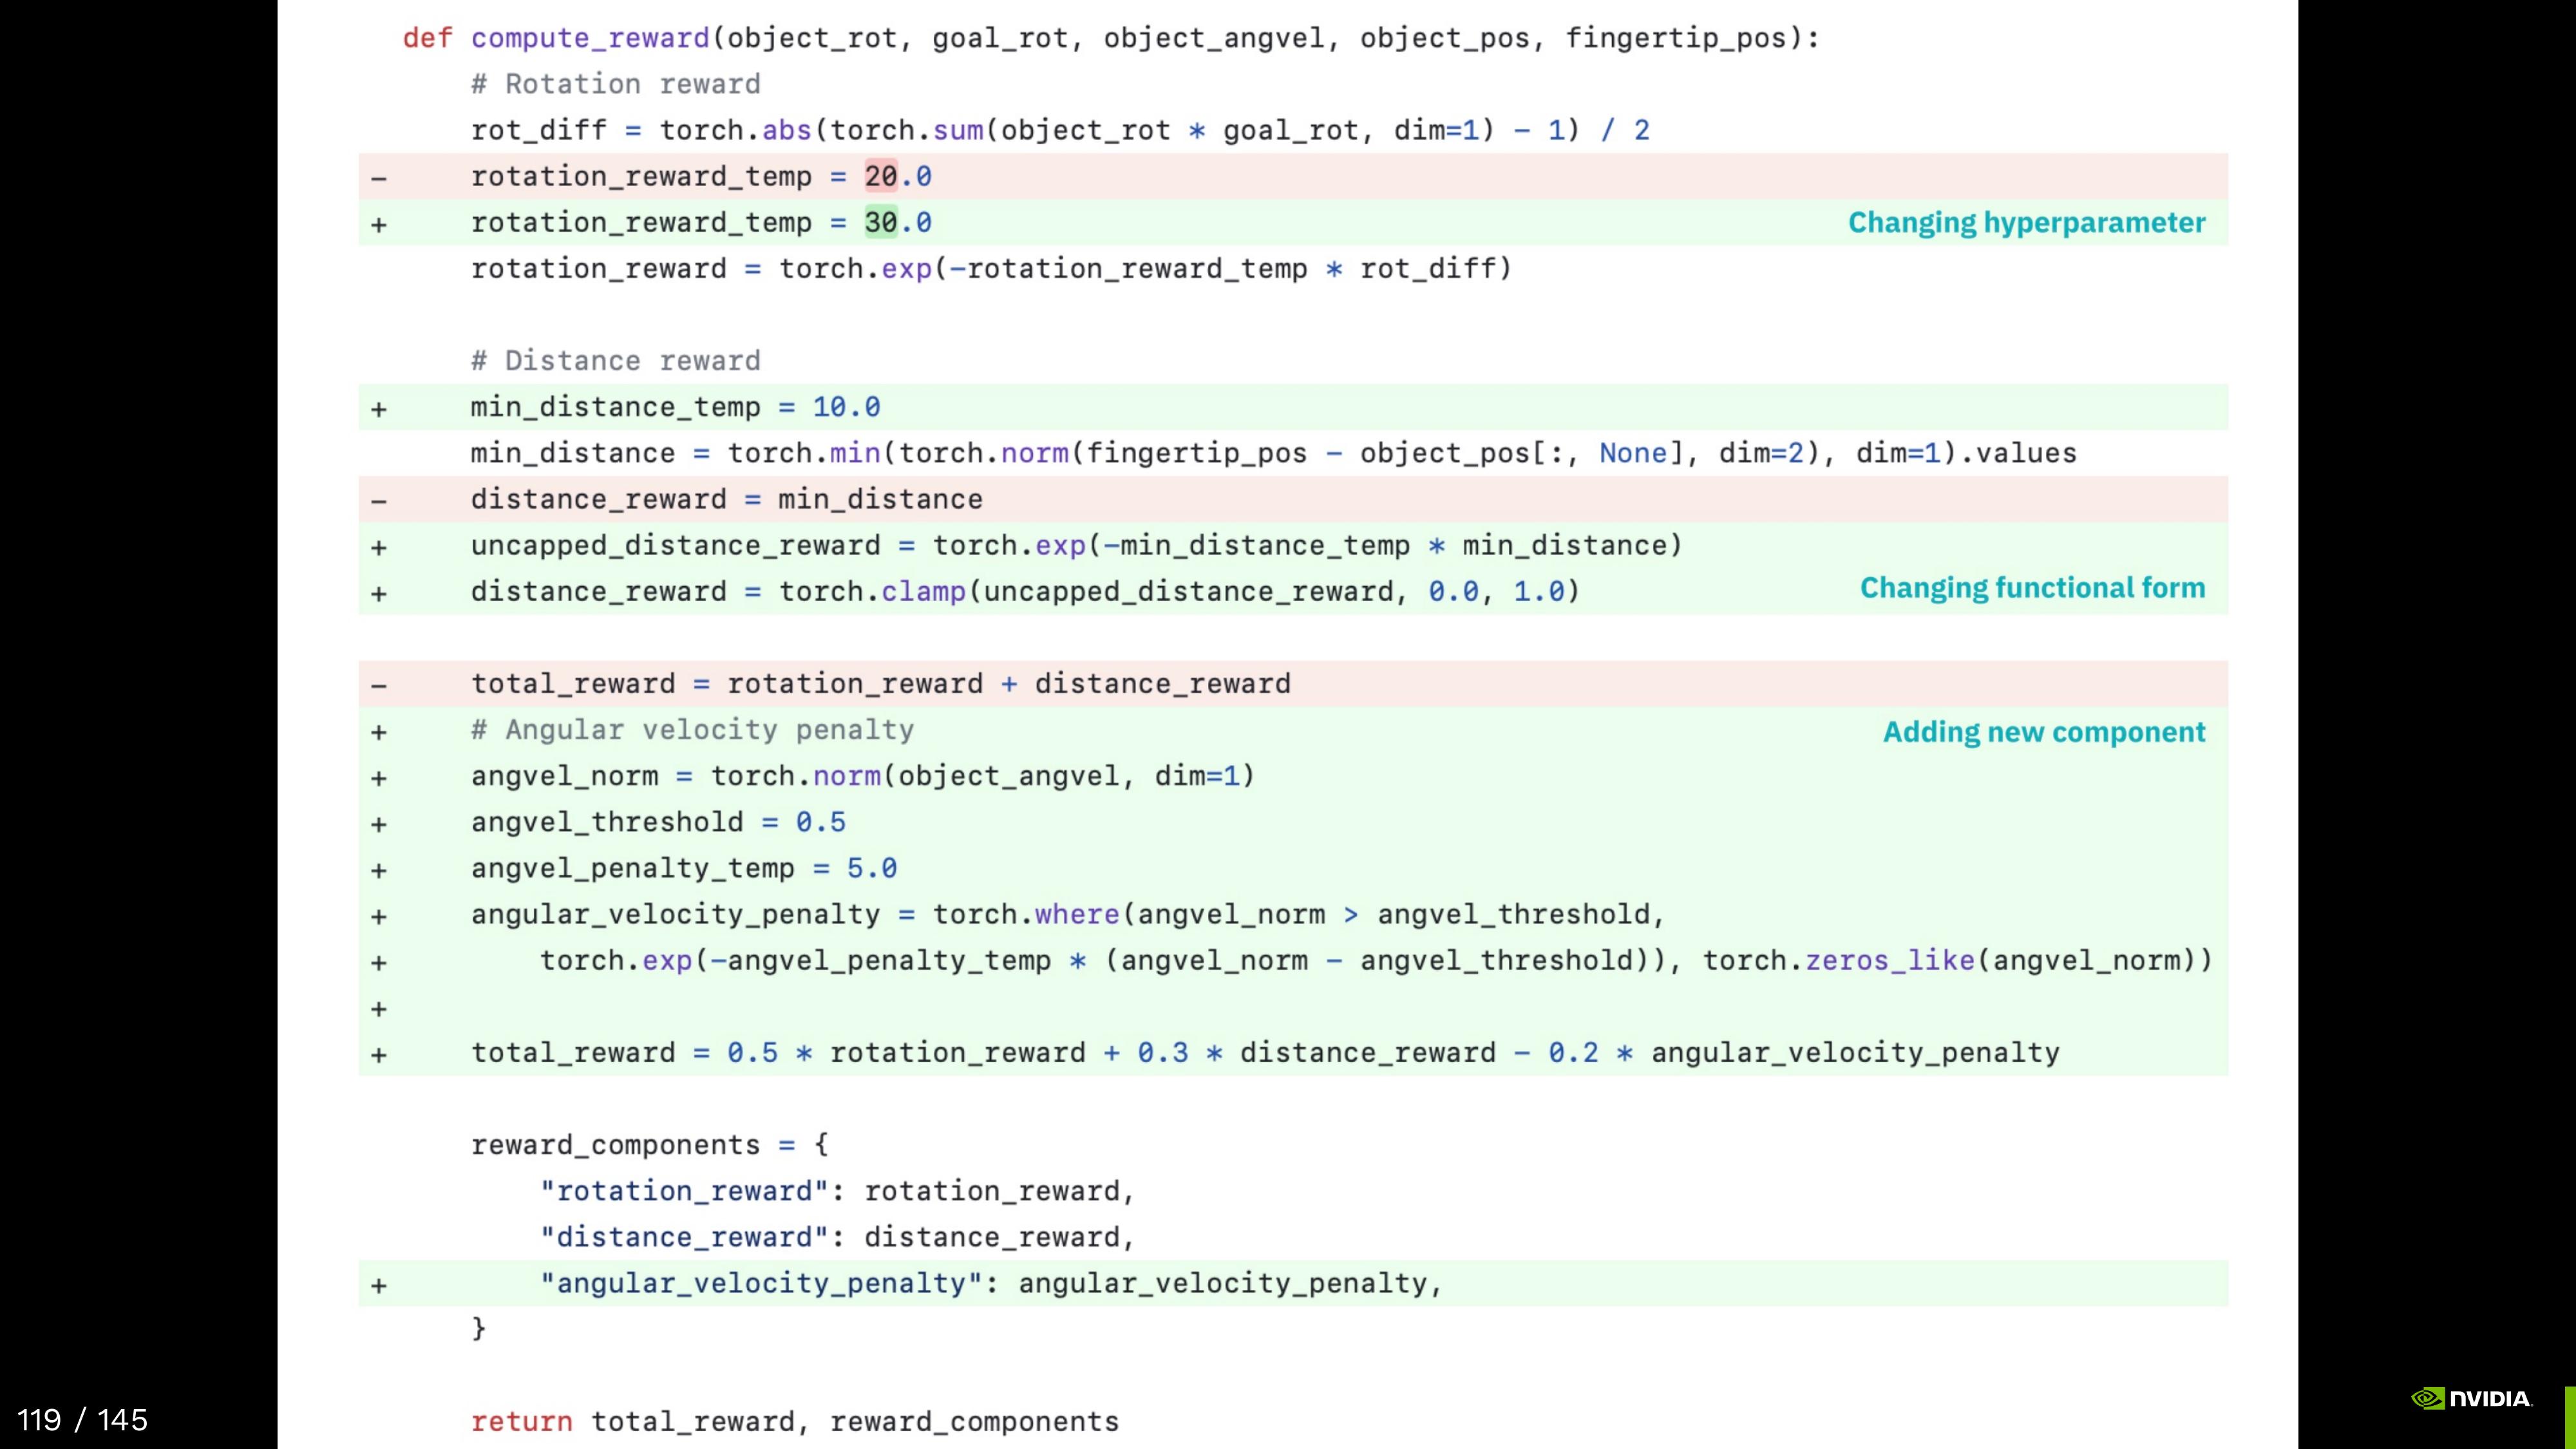 def compute_reward(object_rot, goal_rot, object_angvel, object_pos, fingertip_pos):
    # Rotation reward
    rot_diff = torch.abs(torch.sum(object_rot * goal_rot, dim=1) - 1) / 2
-    rotation_reward_temp = 20.0
+    rotation_reward_temp = 30.0 Changing hyperparameter
    rotation_reward = torch.exp(-rotation_reward_temp * rot_diff)
    # Distance reward
+    min_distance_temp = 10.0
    min_distance = torch.min(torch.norm(fingertip_pos - object_pos[:, None], dim=2), dim=1).values
-    distance_reward = min_distance
+    uncapped_distance_reward = torch.exp(-min_distance_temp * min_distance)
+    distance_reward = torch.clamp(uncapped_distance_reward, 0.0, 1.0) Changing functional form
-    total_reward = rotation_reward + distance_reward
+    # Angular velocity penalty Adding new component
+    angvel_norm = torch.norm(object_angvel, dim=1)
+    angvel_threshold = 0.5
+    angvel_penalty_temp = 5.0
+    angular_velocity_penalty = torch.where(angvel_norm > angvel_threshold,
+        torch.exp(-angvel_penalty_temp * (angvel_norm - angvel_threshold)), torch.zeros_like(angvel_norm))
+
+    total_reward = 0.5 * rotation_reward + 0.3 * distance_reward - 0.2 * angular_velocity_penalty
    reward_components = {
        "rotation_reward": rotation_reward,
        "distance_reward": distance_reward,
+        "angular_velocity_penalty": angular_velocity_penalty,
    }
    return total_reward, reward_components
119 / 145
NVIDIA.